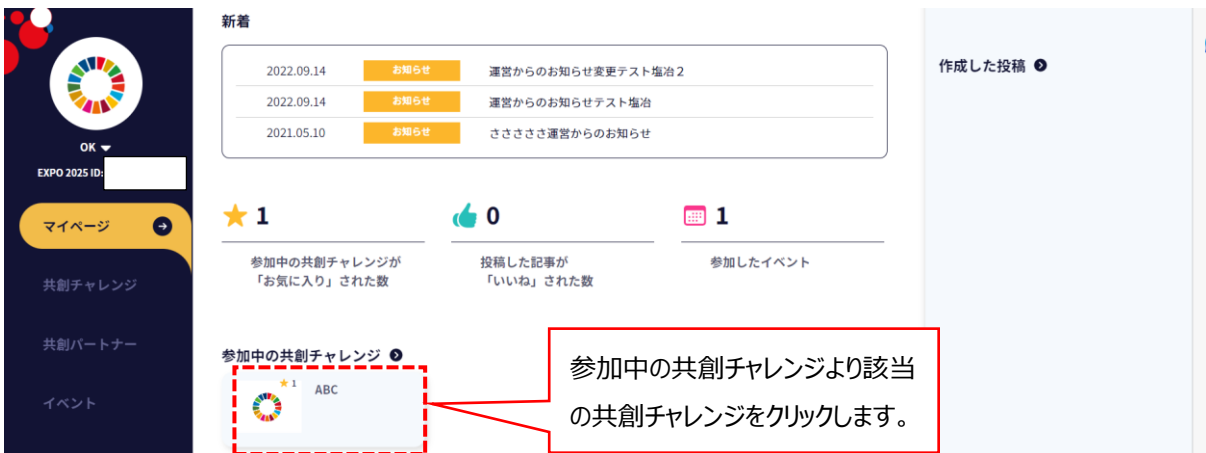 新着
2022.09.14 お知らせ 運営からのお知らせ変更テスト塩冶２
2022.09.14 お知らせ 運営からのお知らせテスト塩冶
2021.05.10 お知らせ さささささ運営からのお知らせ
作成した投稿
OK
EXPO 2025 ID:
マイページ
共創チャレンジ
共創パートナー
イベント
1
参加中の共創チャレンジが
「お気に入り」された数
0
投稿した記事が
「いいね」された数
1
参加したイベント
参加中の共創チャレンジ
1
ABC
参加中の共創チャレンジより該当
の共創チャレンジをクリックします。